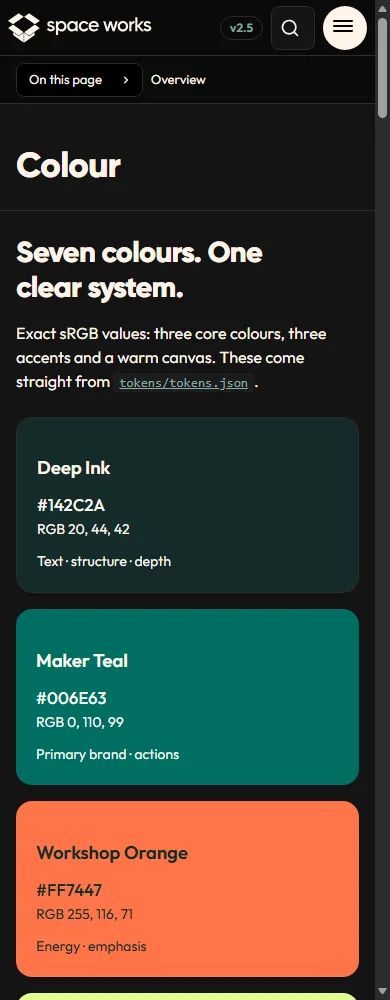 space works
v2.5
On this page
Overview
Colour
Seven colours. One
clear system.
Exact sRGB values: three core colours, three
accents and a warm canvas. These come
straight from tokens/tokens.json.
Deep Ink
#142C2A
RGB 20, 44, 42
Text · structure · depth
Maker Teal
#006E63
RGB 0, 110, 99
Primary brand · actions
Workshop Orange
#FF7447
RGB 255, 116, 71
Energy · emphasis